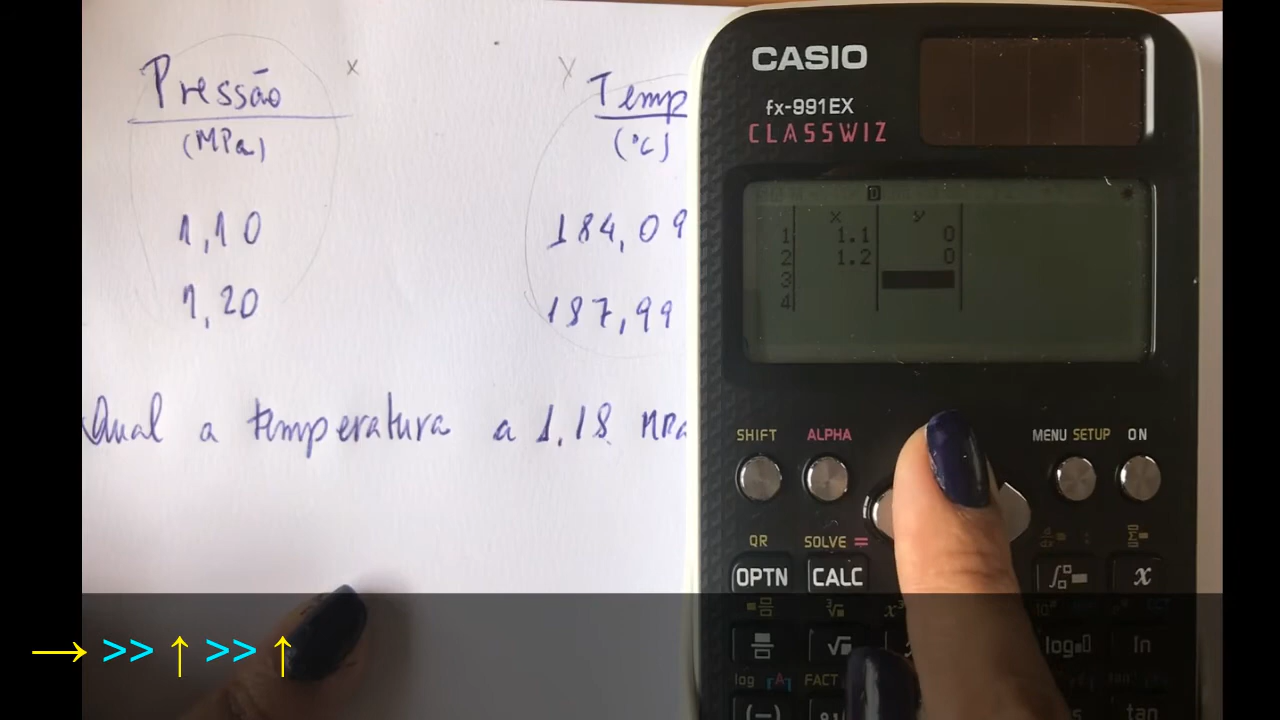 Pressão x
(MPa)
1,10
1,20
y Temp
(°C)
184,09
187,99
Qual a temperatura a 1,18 MPa
CASIO
fx-991EX
CLASSWIZ
D
x y
1 1.1 0
2 1.2 0
3
4
SHIFT ALPHA MENU SETUP ON
QR SOLVE =
OPTN CALC x
log ln
log A FACT
(−) tan
→ >> ↑ >> ↑